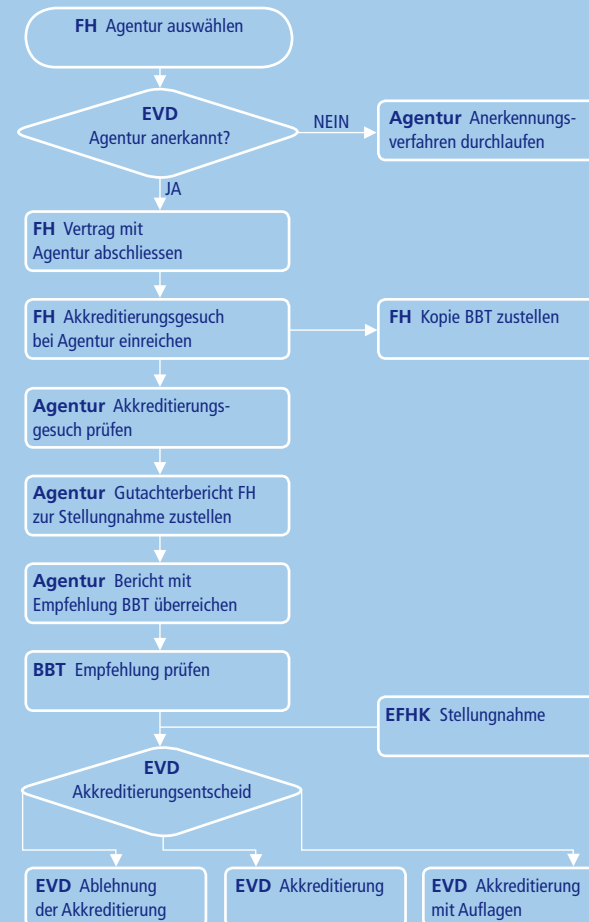 FH Agentur auswählen
EVD
Agentur anerkannt?
NEIN
Agentur Anerkennungs-
verfahren durchlaufen
JA
FH Vertrag mit
Agentur abschliessen
FH Akkreditierungsgesuch
bei Agentur einreichen
FH Kopie BBT zustellen
Agentur Akkreditierungs-
gesuch prüfen
Agentur Gutachterbericht FH
zur Stellungnahme zustellen
Agentur Bericht mit
Empfehlung BBT überreichen
BBT Empfehlung prüfen
EFHK Stellungnahme
EVD
Akkreditierungsentscheid
EVD Ablehnung
der Akkreditierung
EVD Akkreditierung
EVD Akkreditierung
mit Auflagen